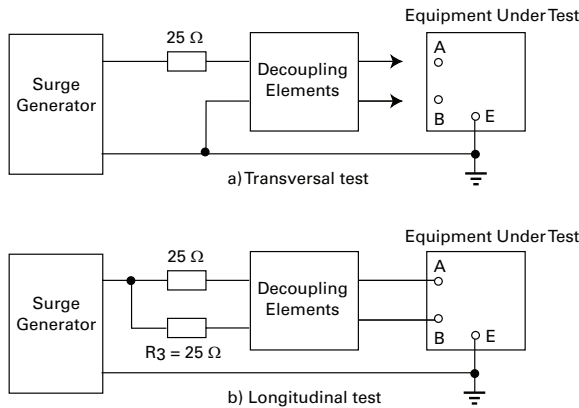 Equipment Under Test
25 Ω
A
Surge
Generator
Decoupling
Elements
B
E
a) Transversal test
Equipment Under Test
25 Ω
A
Surge
Generator
Decoupling
Elements
B
E
R3 = 25 Ω
b) Longitudinal test